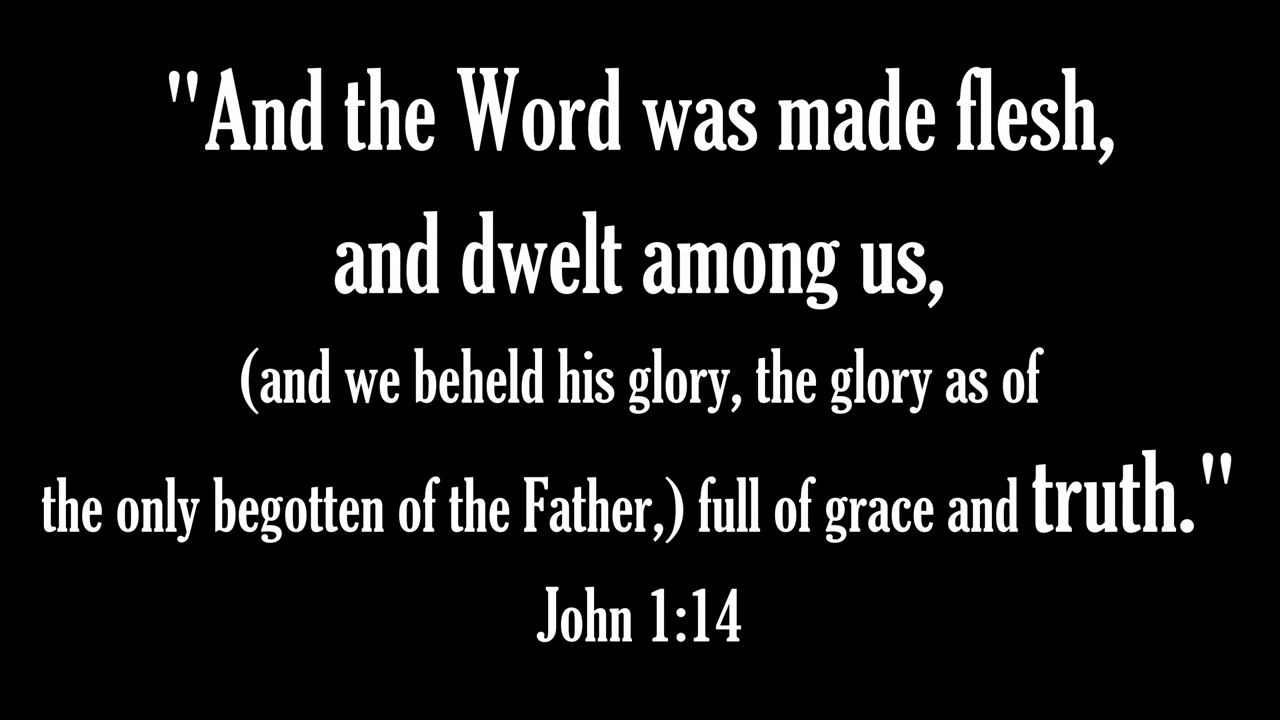 "And the Word was made flesh,
and dwelt among us,
(and we beheld his glory, the glory as of
the only begotten of the Father,) full of grace and truth."
John 1:14